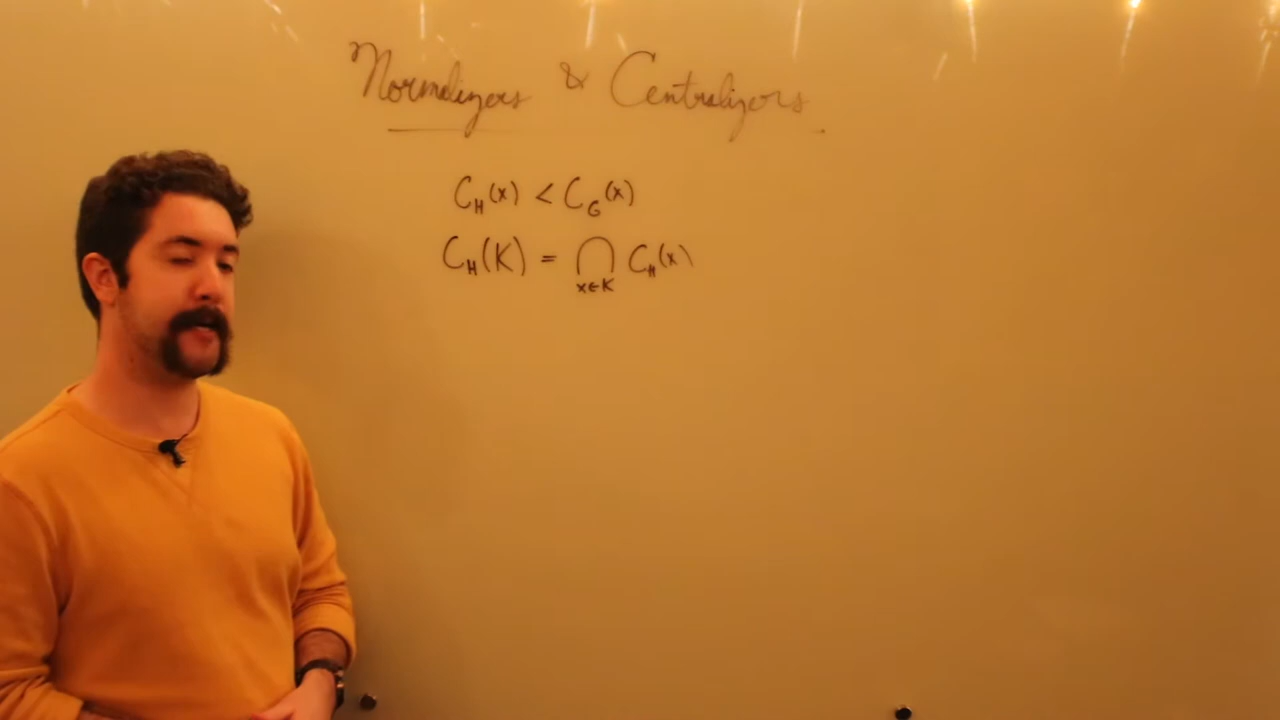 Normalizers & Centralizers
C_H(x) < C_G(x)
C_H(K) = ⋂_{x∈K} C_H(x)